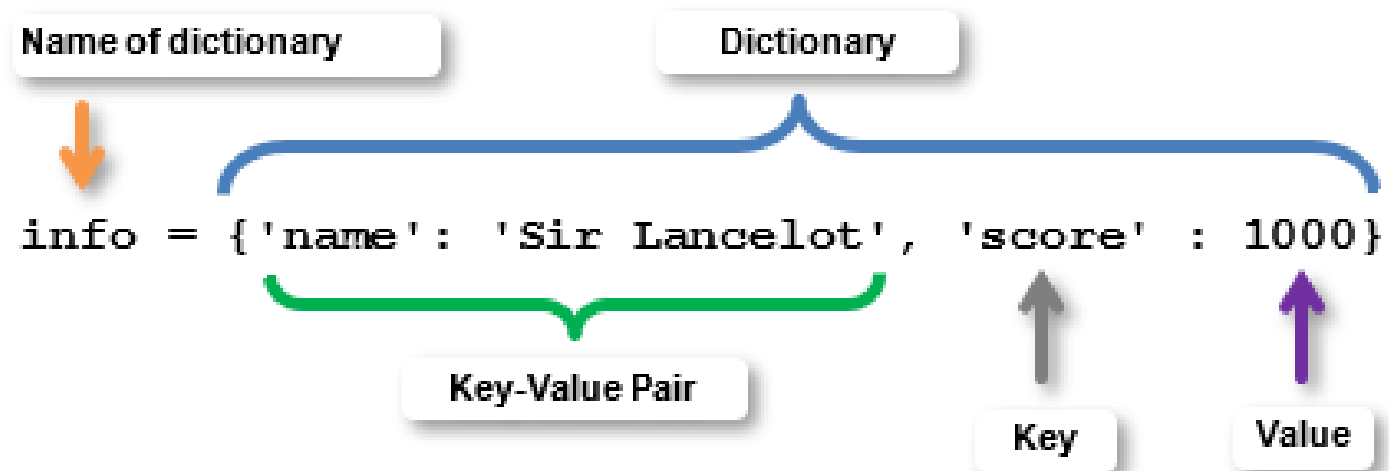 Name of dictionary
Dictionary
info = {'name': 'Sir Lancelot', 'score' : 1000}
Key-Value Pair
Key
Value